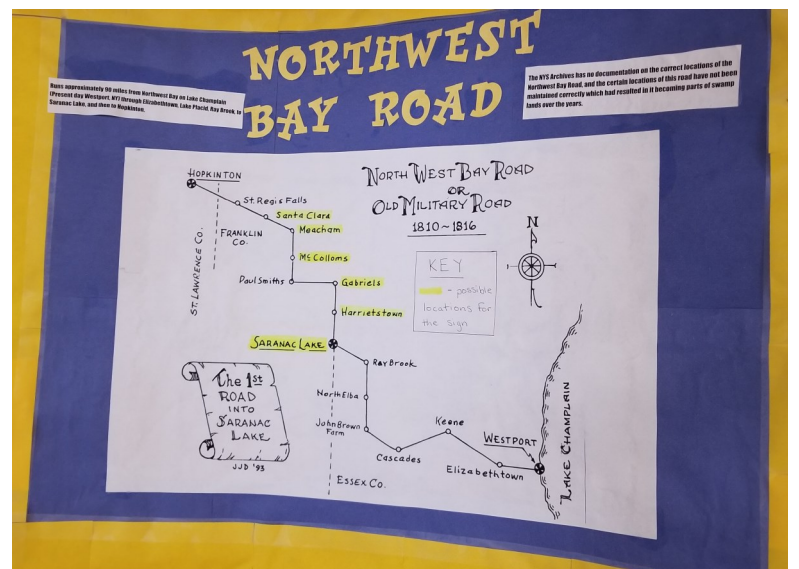 NORTHWEST
BAY ROAD
Runs approximately 90 miles from Northwest Bay on Lake Champlain
(Present day Westport, NY) through Elizabethtown, Lake Placid, Ray Brook, to
Saranac Lake, and then to Hopkinton.
The NYS Archives has no documentation on the correct locations of the
Northwest Bay Road, and the certain locations of this road have not been
maintained correctly which had resulted in it becoming parts of swamp
lands over the years.
NORTH WEST BAY ROAD
OR
OLD MILITARY ROAD
1810~1816
HOPKINTON
St. Regis Falls
Santa Clara
Meacham
FRANKLIN
CO.
ST. LAWRENCE CO.
McColloms
Paul Smiths
Gabriels
Harrietstown
SARANAC LAKE
N
KEY
- possible
locations for
the sign
Ray Brook
North Elba
John Brown
Farm
Cascades
Keene
Elizabethtown
WESTPORT
LAKE CHAMPLAIN
ESSEX CO.
The 1st
ROAD
INTO
SARANAC
LAKE
JJD '93